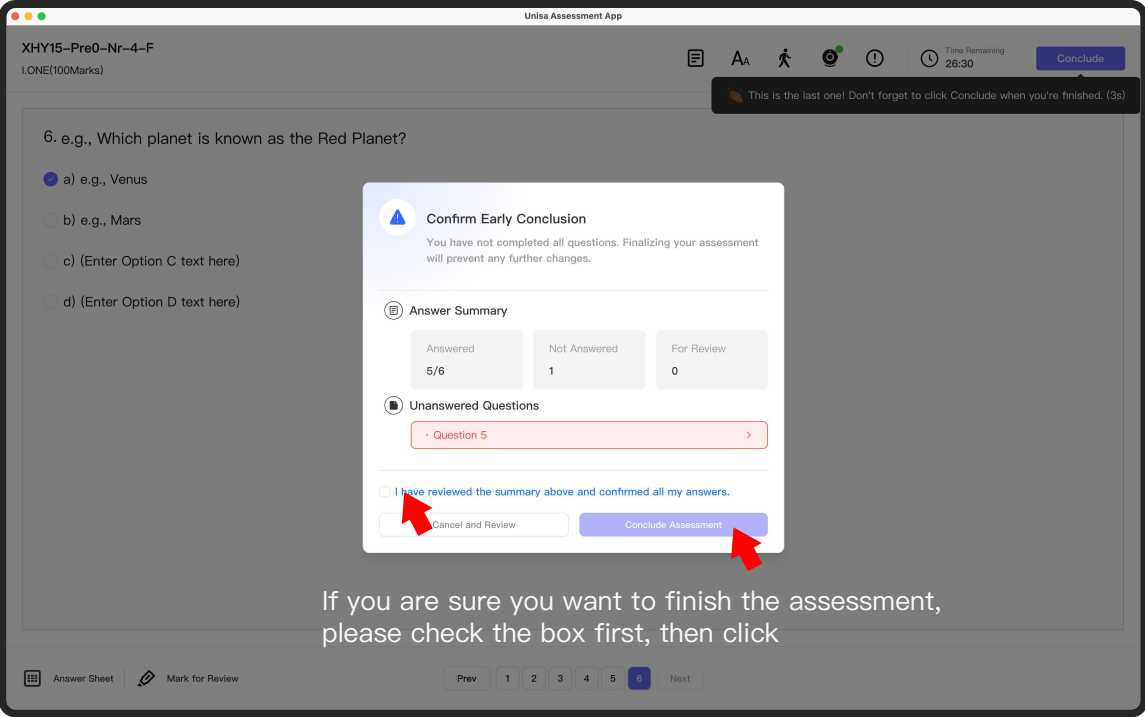 Unisa Assessment App
XHY15-Pre0-Nr-4-F
I.ONE(100Marks)
AA
Time Remaining
26:30
Conclude
This is the last one! Don't forget to click Conclude when you're finished. (3s)
6. e.g., Which planet is known as the Red Planet?
a) e.g., Venus
b) e.g., Mars
c) (Enter Option C text here)
d) (Enter Option D text here)
Confirm Early Conclusion
You have not completed all questions. Finalizing your assessment
will prevent any further changes.
Answer Summary
Answered
5/6
Not Answered
1
For Review
0
Unanswered Questions
· Question 5
I have reviewed the summary above and confirmed all my answers.
Cancel and Review
Conclude Assessment
If you are sure you want to finish the assessment,
please check the box first, then click
Answer Sheet
Mark for Review
Prev 1 2 3 4 5 6 Next